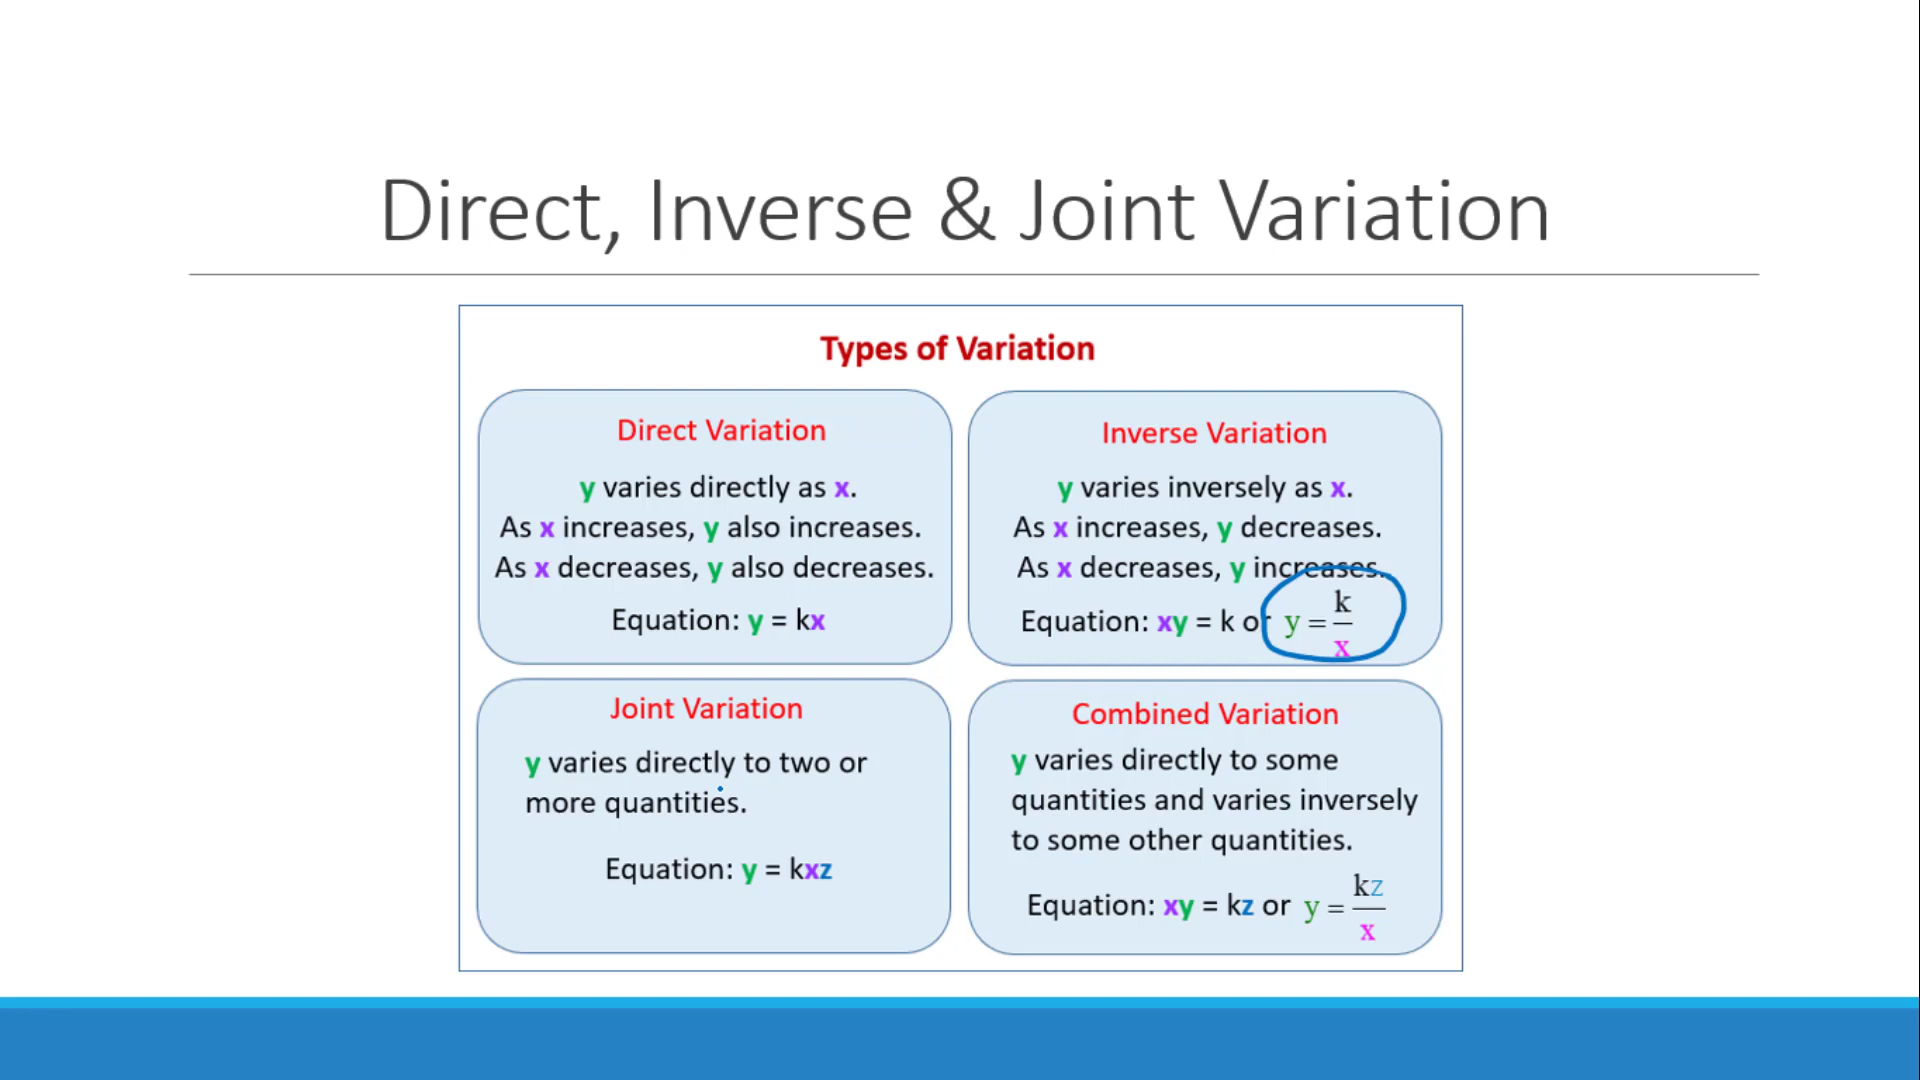 Direct, Inverse & Joint Variation
Types of Variation
Direct Variation
y varies directly as x.
As x increases, y also increases.
As x decreases, y also decreases.
Equation: y = kx
Inverse Variation
y varies inversely as x.
As x increases, y decreases.
As x decreases, y increases.
Equation: xy = k or y = k/x
Joint Variation
y varies directly to two or
more quantities.
Equation: y = kxz
Combined Variation
y varies directly to some
quantities and varies inversely
to some other quantities.
Equation: xy = kz or y = kz/x